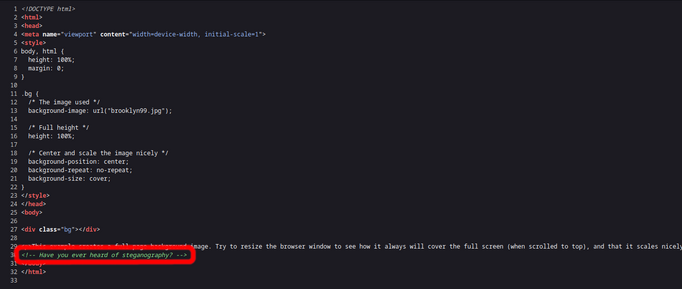 1 <!DOCTYPE html>
2 <html>
3 <head>
4 <meta name="viewport" content="width=device-width, initial-scale=1">
5 <style>
6 body, html {
7 height: 100%;
8 margin: 0;
9 }
10
11 .bg {
12 /* The image used */
13 background-image: url("brooklyn99.jpg");
14
15 /* Full height */
16 height: 100%;
17
18 /* Center and scale the image nicely */
19 background-position: center;
20 background-repeat: no-repeat;
21 background-size: cover;
22 }
23 </style>
24 </head>
25 <body>
26
27 <div class="bg"></div>
28
29 image. Try to resize the browser window to see how it always will cover the full screen (when scrolled to top), and that it scales nicely
30 <!-- Have you ever heard of steganography? -->
31
32 </html>
33